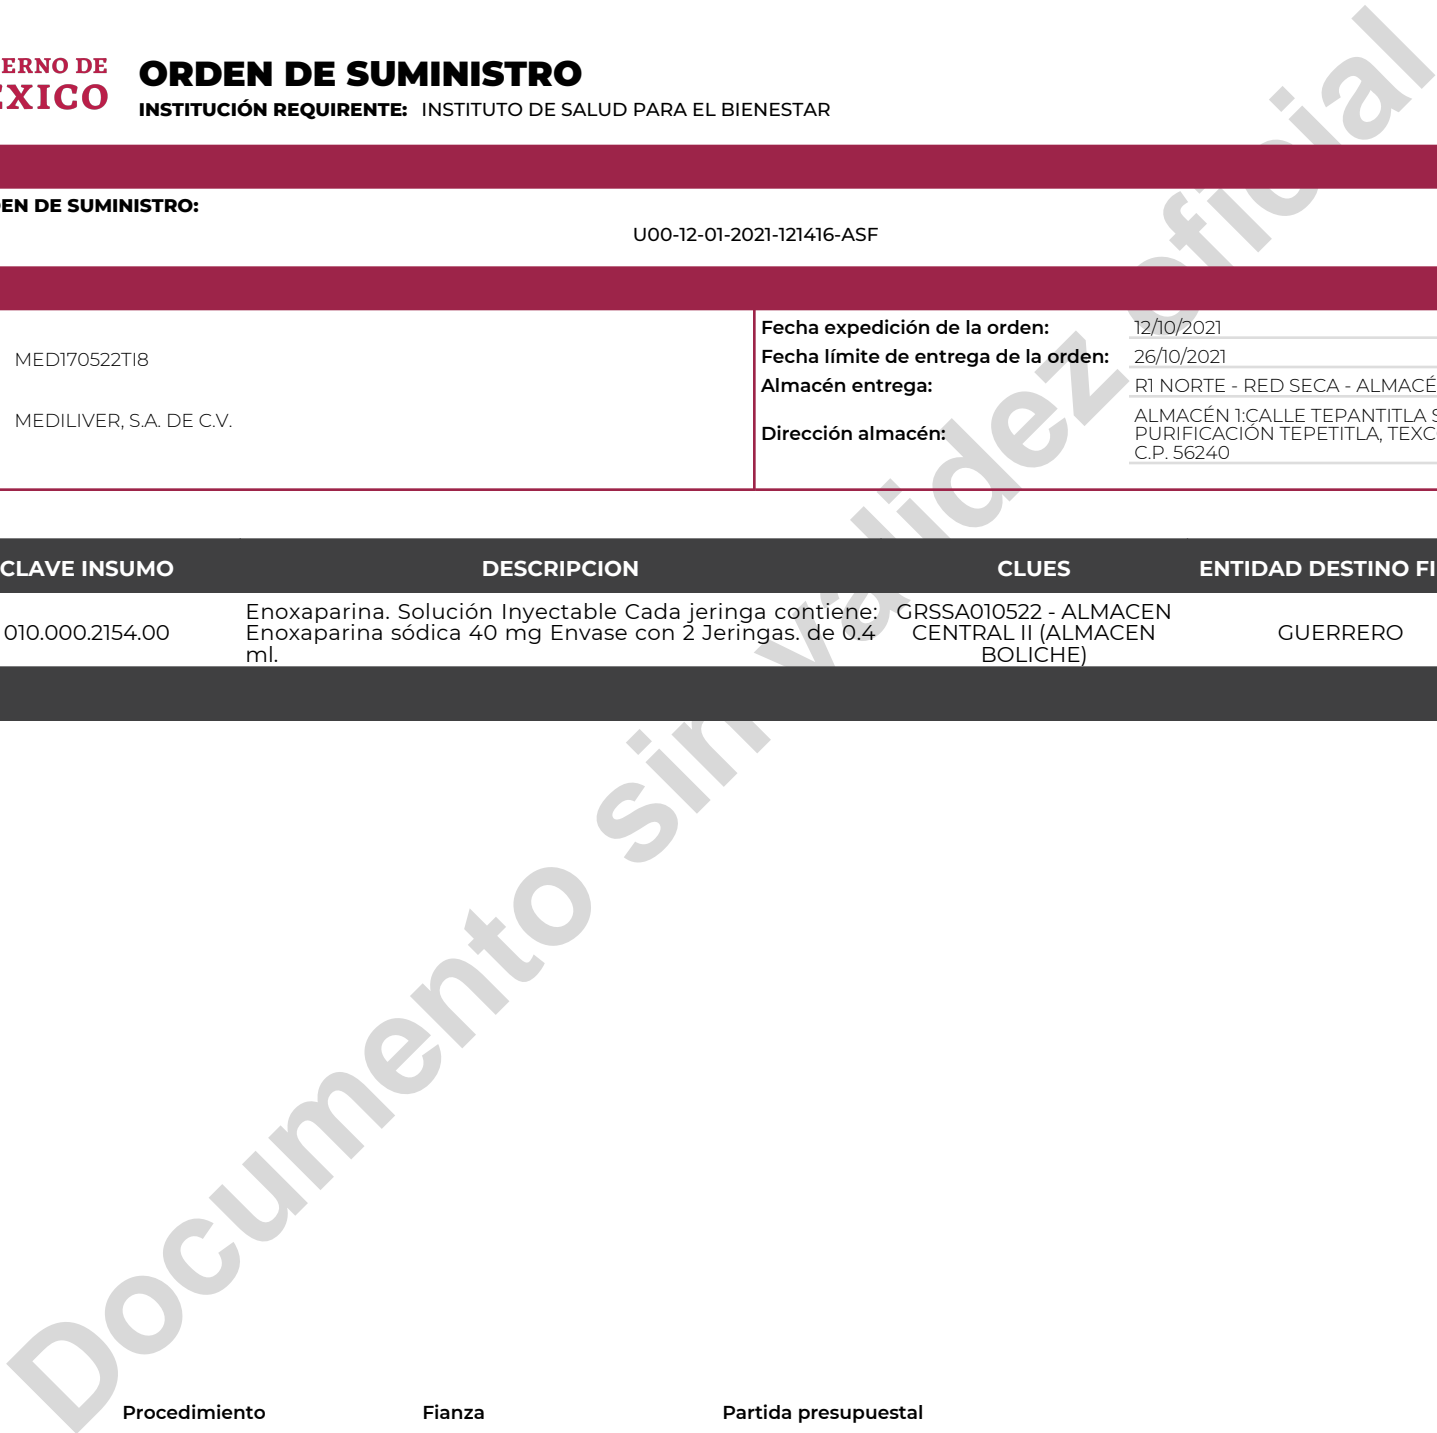 ERNO DE
ÉXICO
ORDEN DE SUMINISTRO
INSTITUCIÓN REQUIRENTE: INSTITUTO DE SALUD PARA EL BIENESTAR
EN DE SUMINISTRO:
U00-12-01-2021-121416-ASF
MED170522TI8
MEDILIVER, S.A. DE C.V.
Fecha expedición de la orden: 12/10/2021
Fecha límite de entrega de la orden: 26/10/2021
Almacén entrega: R1 NORTE - RED SECA - ALMACÉ
Dirección almacén:
ALMACÉN 1:CALLE TEPANTITLA S
PURIFICACIÓN TEPETITLA, TEXC
C.P. 56240
CLAVE INSUMO DESCRIPCION CLUES ENTIDAD DESTINO FI
010.000.2154.00
Enoxaparina. Solución Inyectable Cada jeringa contiene:
Enoxaparina sódica 40 mg Envase con 2 Jeringas. de 0.4
ml.
GRSSA010522 - ALMACEN
CENTRAL II (ALMACEN
BOLICHE)
GUERRERO
Documento sin validez oficial
Procedimiento Fianza Partida presupuestal